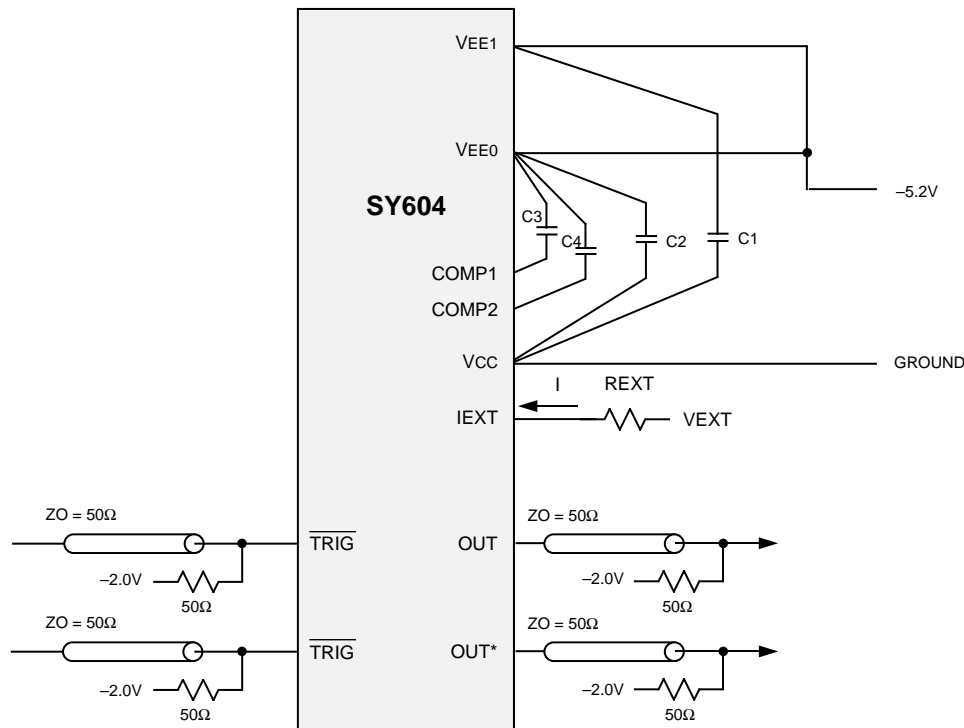 VEE1
VEE0
–5.2V
SY604
C3
C4
C2
C1
COMP1
COMP2
VCC
GROUND
I
REXT
IEXT
VEXT
ZO = 50Ω
ZO = 50Ω
TRIG
OUT
–2.0V
–2.0V
50Ω
50Ω
ZO = 50Ω
ZO = 50Ω
TRIG
OUT*
–2.0V
–2.0V
50Ω
50Ω